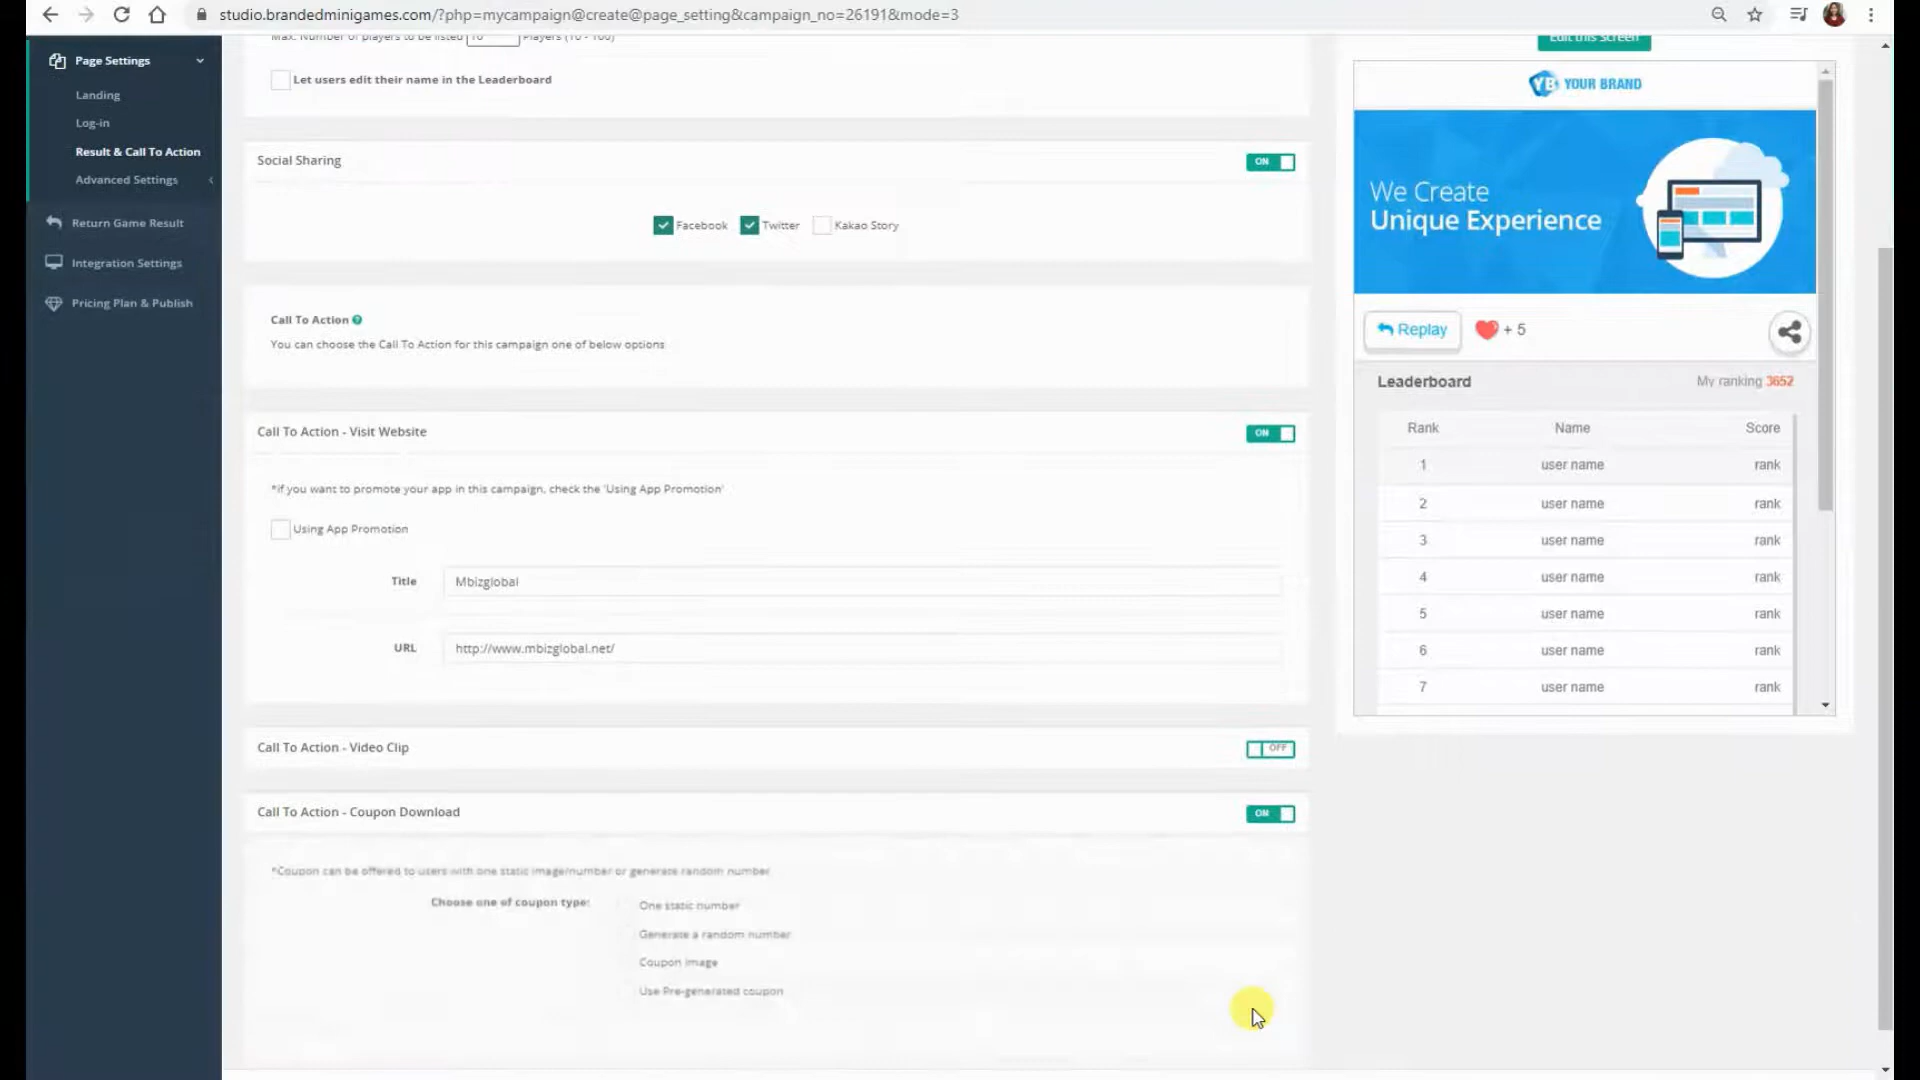 studio.brandedminigames.com/?php=mycampaign@create@page_setting&campaign_no=26191&mode=3
Page Settings
Landing
Log-in
Result & Call To Action
Advanced Settings
Return Game Result
Integration Settings
Pricing Plan & Publish
Max. Number of players to be listed 10 Players (10 - 100)
Let users edit their name in the Leaderboard
Social Sharing
ON
Facebook Twitter Kakao Story
Call To Action
You can choose the Call To Action for this campaign one of below options
Call To Action - Visit Website
ON
*If you want to promote your app in this campaign, check the 'Using App Promotion'
Using App Promotion
Title Mbizglobal
URL http://www.mbizglobal.net/
Call To Action - Video Clip
OFF
Call To Action - Coupon Download
ON
*Coupon can be offered to users with one static image/number or generate random number
Choose one of coupon type:
One static number
Generate a random number
Coupon image
Use Pre-generated coupon
Edit this Screen
YB YOUR BRAND
We Create
Unique Experience
Replay + 5
Leaderboard My ranking 3652
Rank Name Score
1 user name rank
2 user name rank
3 user name rank
4 user name rank
5 user name rank
6 user name rank
7 user name rank